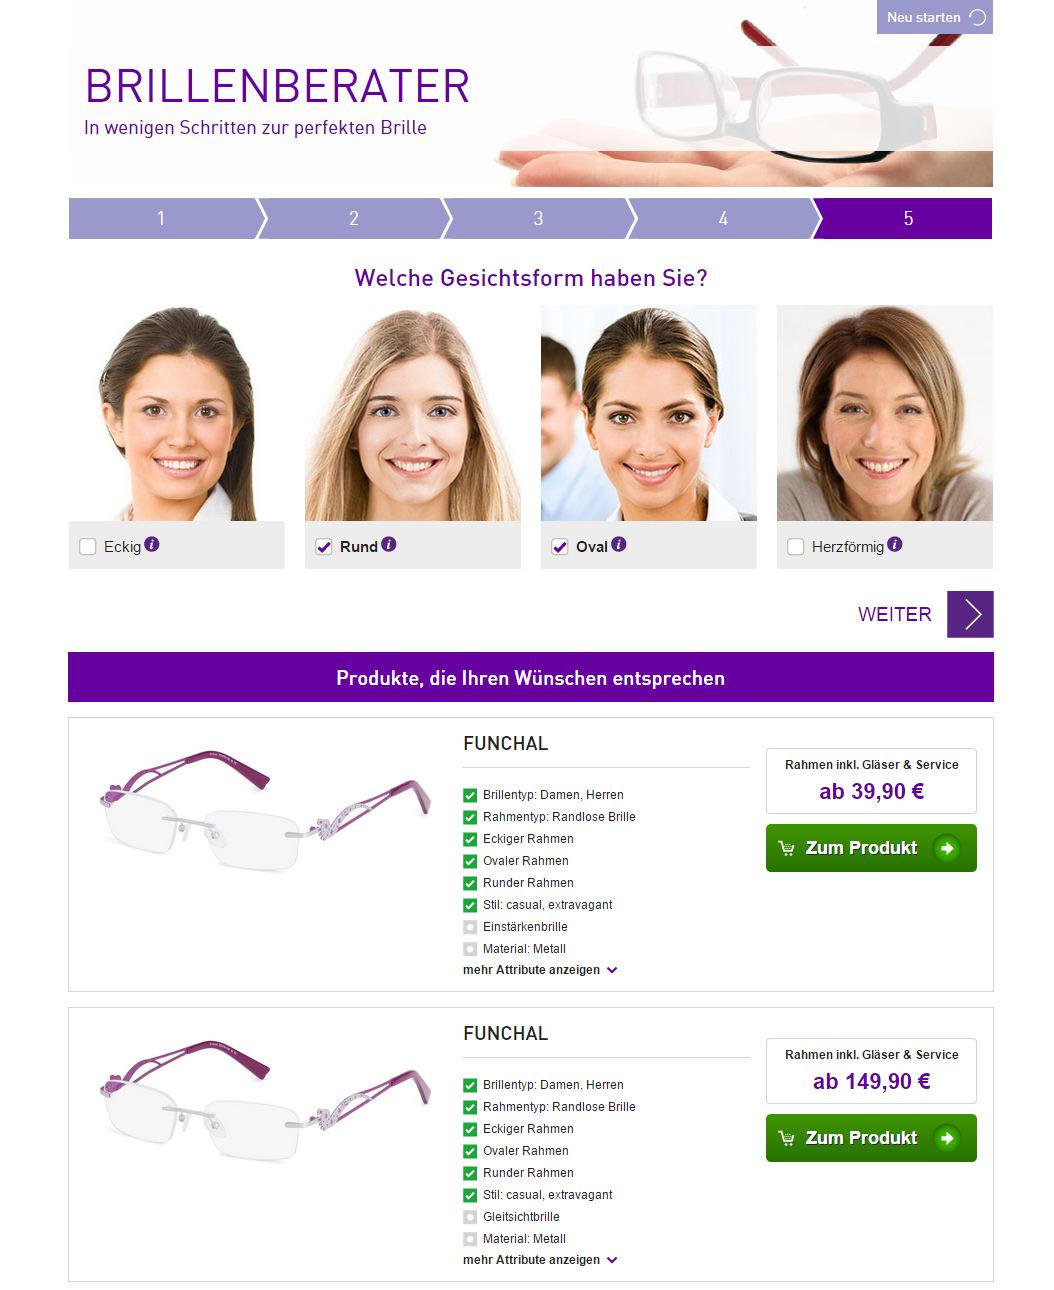 Neu starten
BRILLENBERATER
In wenigen Schritten zur perfekten Brille
1 2 3 4 5
Welche Gesichtsform haben Sie?
Eckig i Rund i Oval i Herzförmig i
WEITER
Produkte, die Ihren Wünschen entsprechen
FUNCHAL
Brillentyp: Damen, Herren
Rahmentyp: Randlose Brille
Eckiger Rahmen
Ovaler Rahmen
Runder Rahmen
Stil: casual, extravagant
Einstärkenbrille
Material: Metall
mehr Attribute anzeigen
Rahmen inkl. Gläser & Service
ab 39,90 €
Zum Produkt
FUNCHAL
Brillentyp: Damen, Herren
Rahmentyp: Randlose Brille
Eckiger Rahmen
Ovaler Rahmen
Runder Rahmen
Stil: casual, extravagant
Gleitsichtbrille
Material: Metall
mehr Attribute anzeigen
Rahmen inkl. Gläser & Service
ab 149,90 €
Zum Produkt